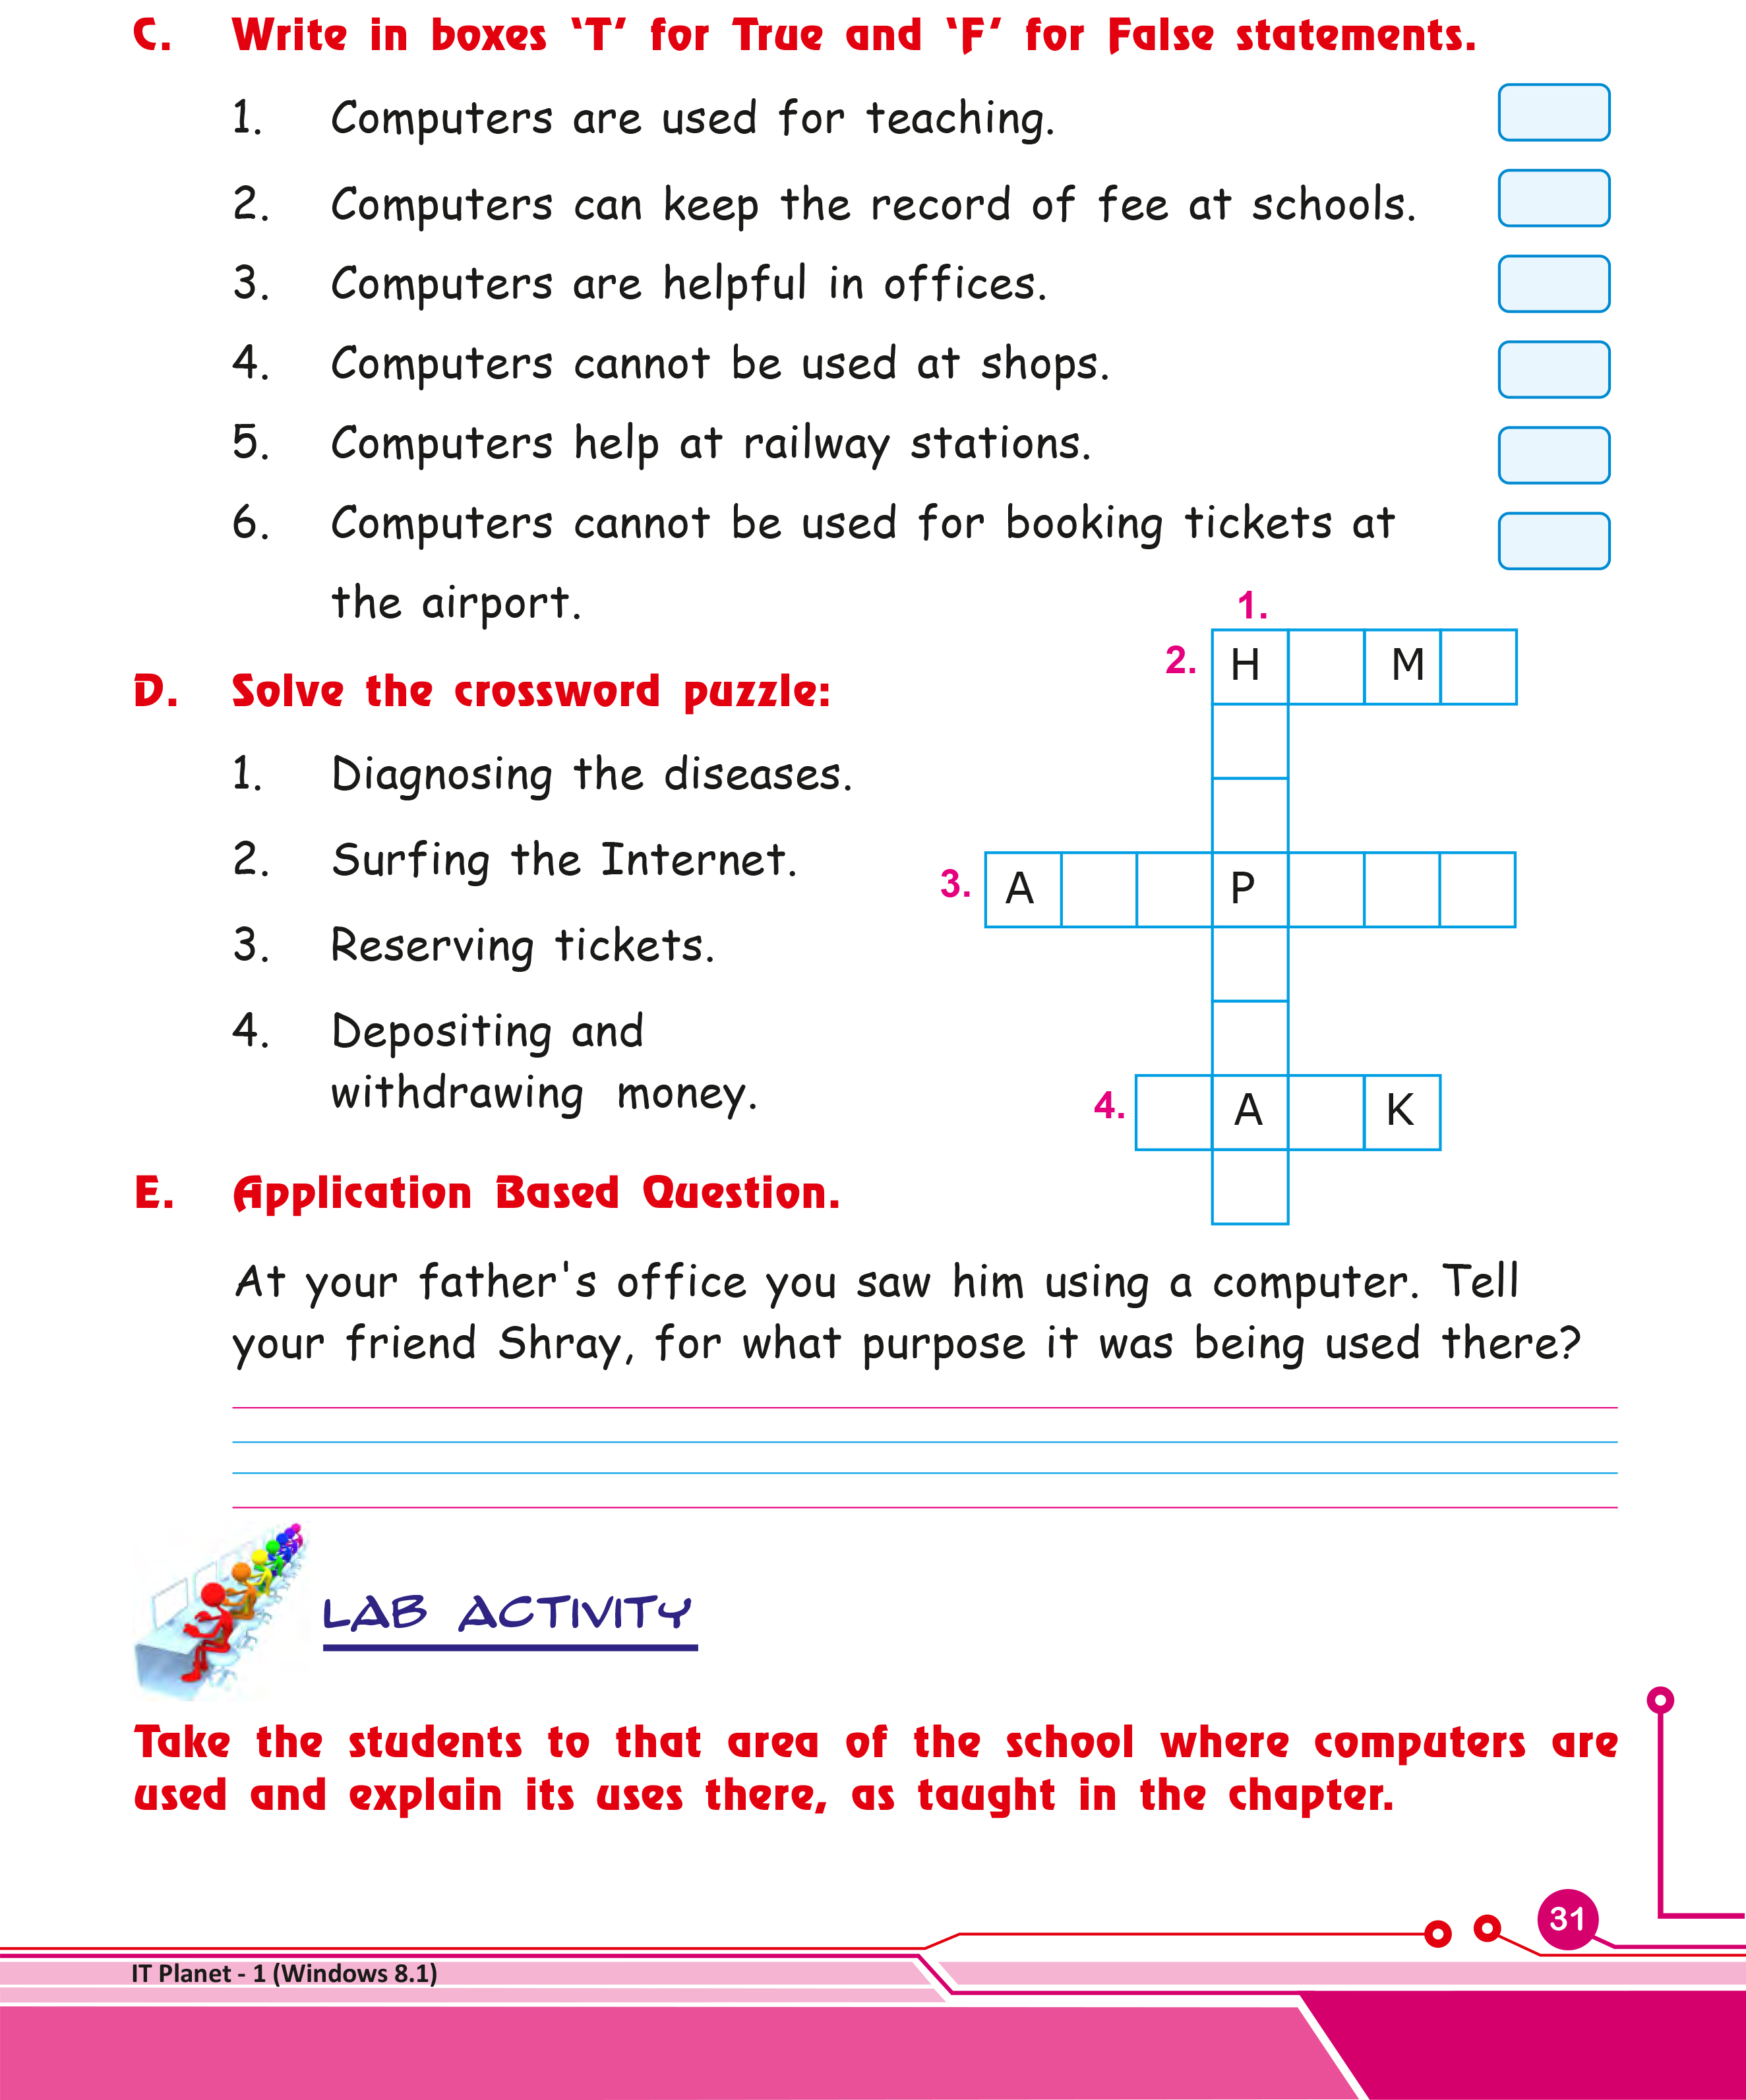 C. Write in boxes ‘T’ for True and ‘F’ for False statements.
1. Computers are used for teaching.
2. Computers can keep the record of fee at schools.
3. Computers are helpful in offices.
4. Computers cannot be used at shops.
5. Computers help at railway stations.
6. Computers cannot be used for booking tickets at
the airport.
1.
2. H M
D. Solve the crossword puzzle:
1. Diagnosing the diseases.
2. Surfing the Internet.
3. A P
3. Reserving tickets.
4. Depositing and
withdrawing money.
4. A K
E. Application Based Question.
At your father's office you saw him using a computer. Tell
your friend Shray, for what purpose it was being used there?
LAB ACTIVITY
Take the students to that area of the school where computers are
used and explain its uses there, as taught in the chapter.
31
IT Planet - 1 (Windows 8.1)